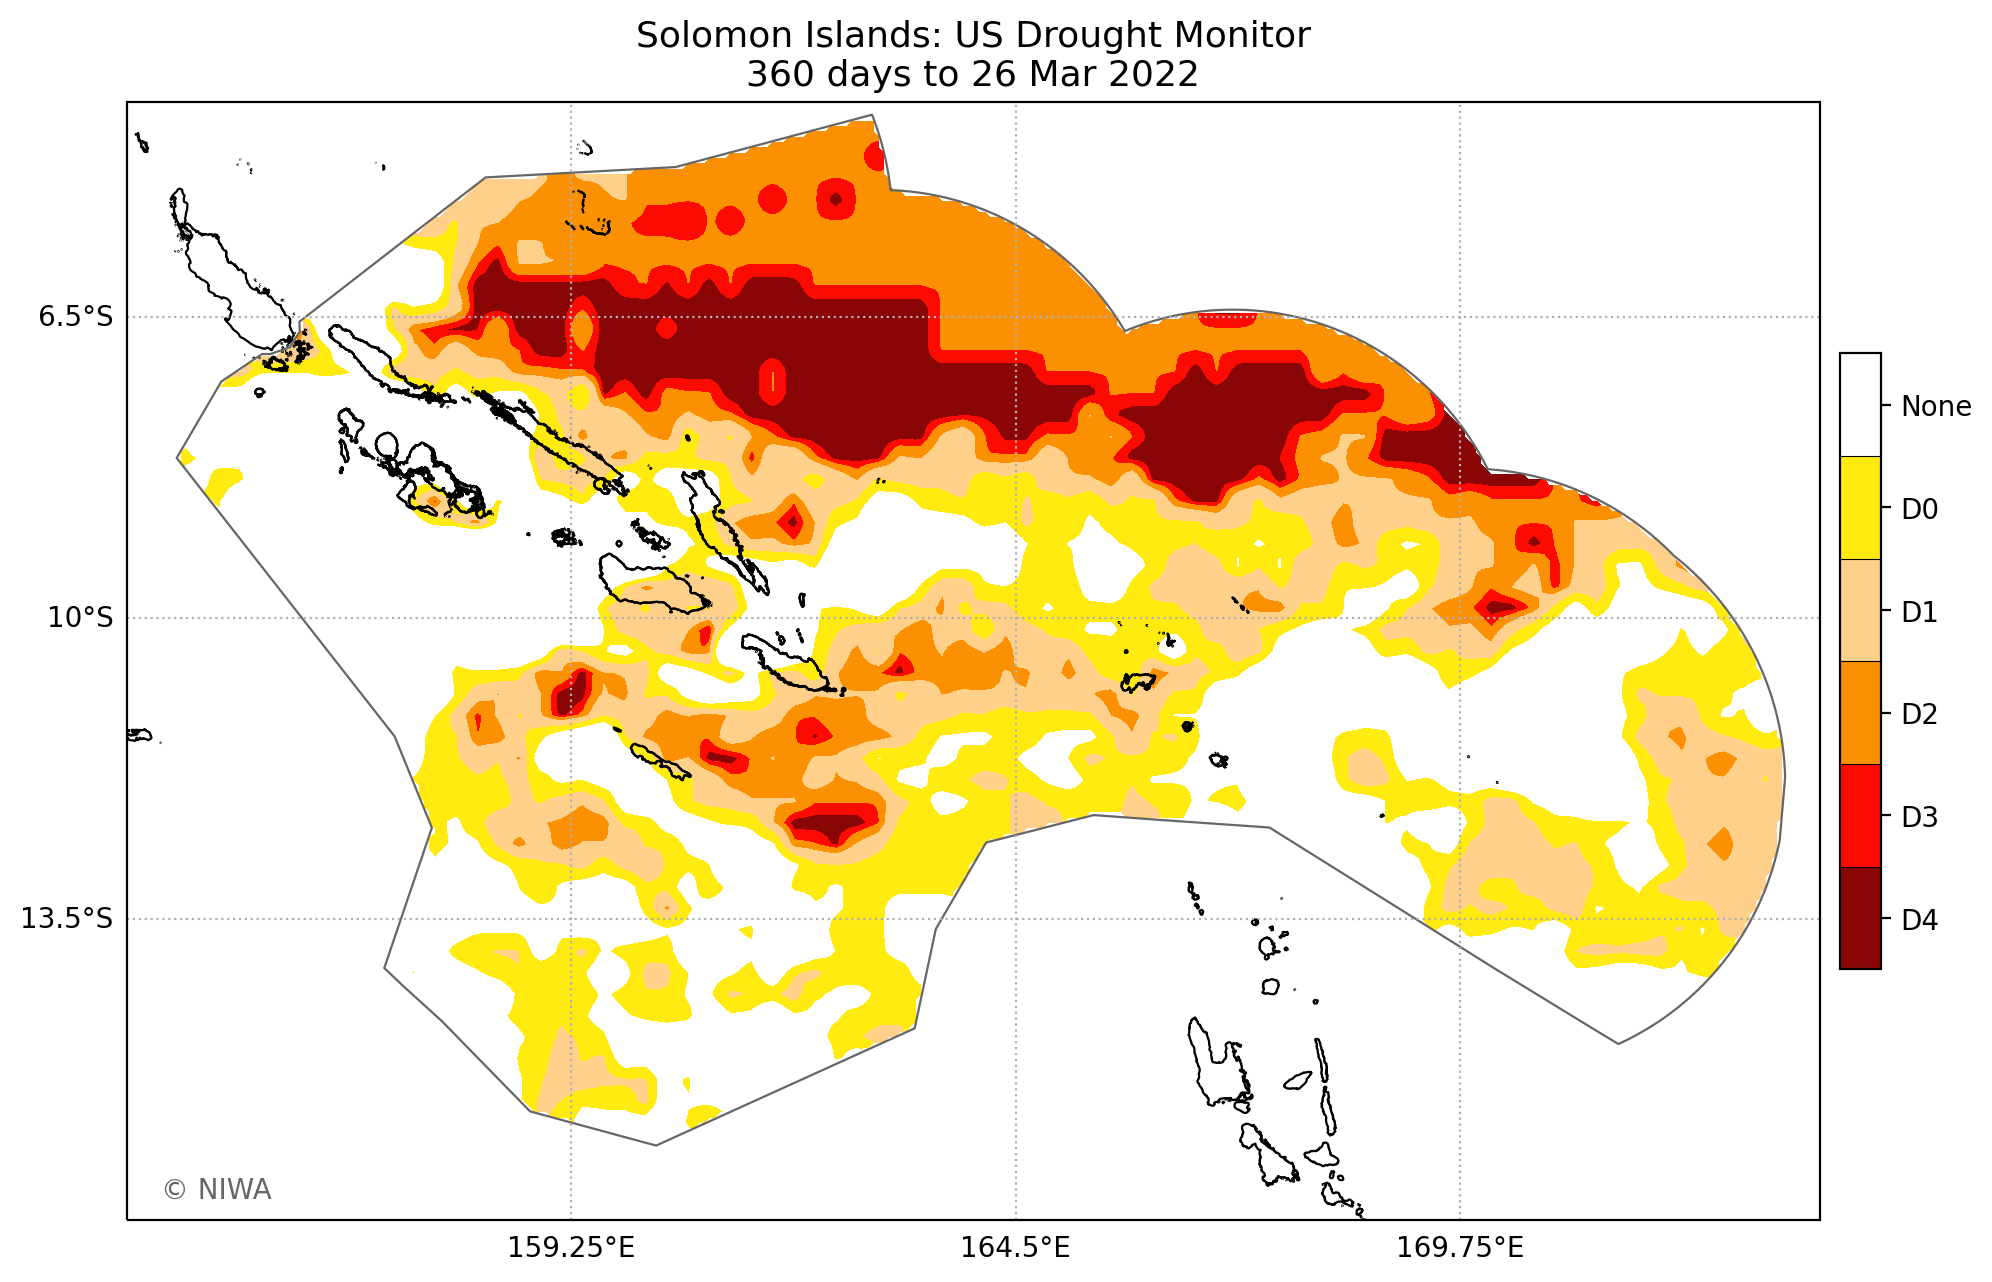 Solomon Islands: US Drought Monitor
360 days to 26 Mar 2022
6.5°S
10°S
13.5°S
159.25°E
164.5°E
169.75°E
None
D0
D1
D2
D3
D4
© NIWA